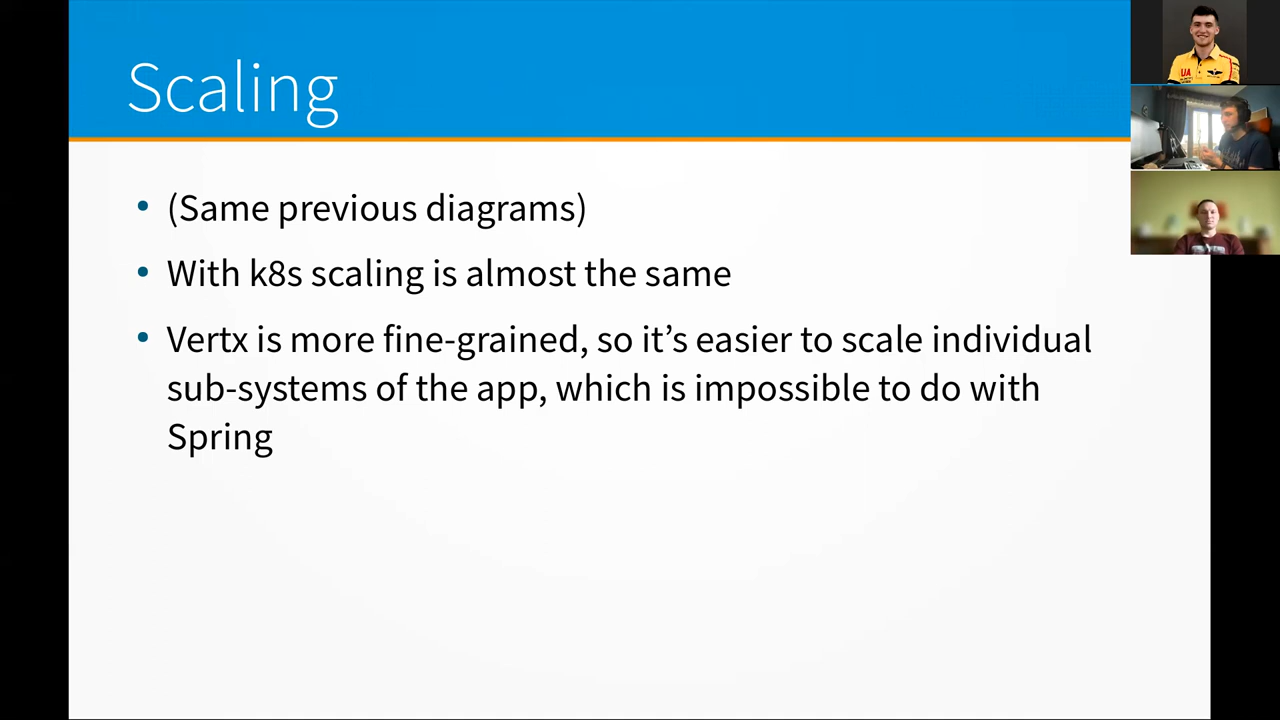 Scaling
(Same previous diagrams)
With k8s scaling is almost the same
Vertx is more fine-grained, so it’s easier to scale individual
sub-systems of the app, which is impossible to do with
Spring
UA